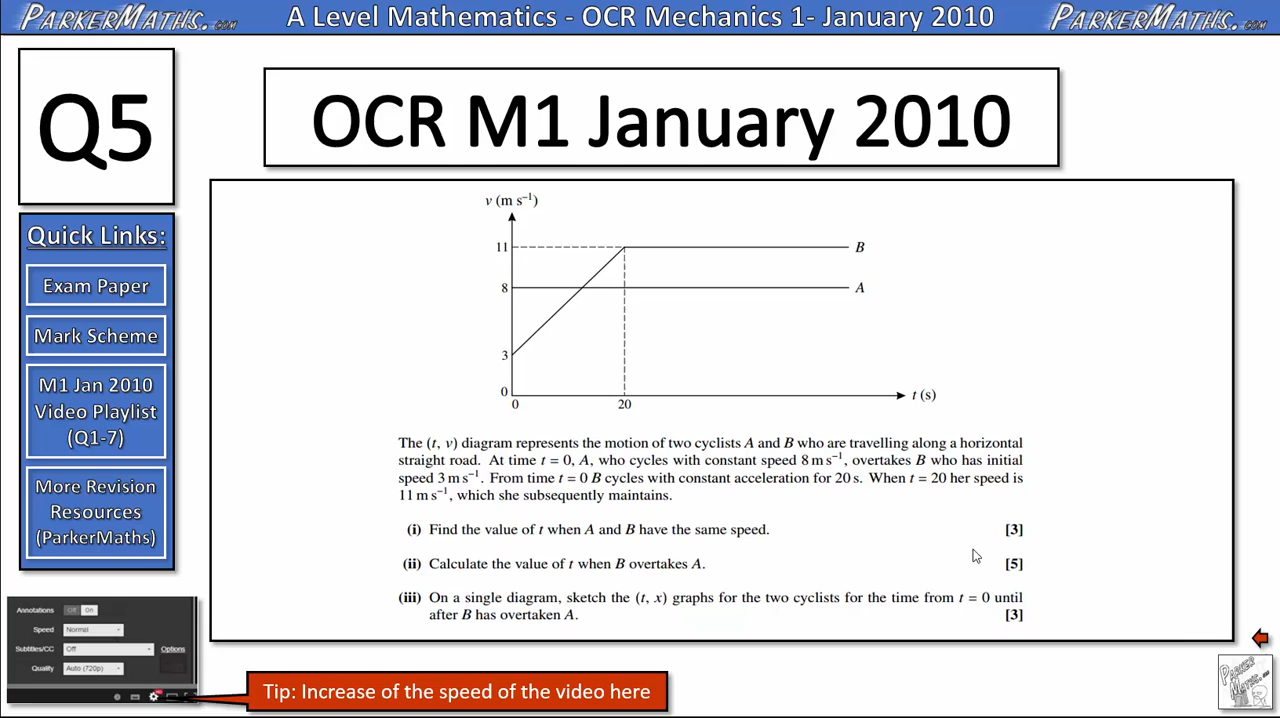 PARKERMATHS.COM
A Level Mathematics - OCR Mechanics 1- January 2010
PARKERMATHS.COM
Q5
OCR M1 January 2010
Quick Links:
Exam Paper
Mark Scheme
M1 Jan 2010
Video Playlist
(Q1-7)
More Revision
Resources
(ParkerMaths)
v (m s⁻¹)
11
B
8
A
3
0
t (s)
0
20
The (t, v) diagram represents the motion of two cyclists A and B who are travelling along a horizontal
straight road. At time t = 0, A, who cycles with constant speed 8 m s⁻¹, overtakes B who has initial
speed 3 m s⁻¹. From time t = 0 B cycles with constant acceleration for 20 s. When t = 20 her speed is
11 m s⁻¹, which she subsequently maintains.
(i) Find the value of t when A and B have the same speed. [3]
(ii) Calculate the value of t when B overtakes A. [5]
(iii) On a single diagram, sketch the (t, x) graphs for the two cyclists for the time from t = 0 until
after B has overtaken A. [3]
Annotations Off On
Speed Normal
Subtitles/CC Off Options
Quality Auto (720p)
Tip: Increase of the speed of the video here
PARKER
MATHS